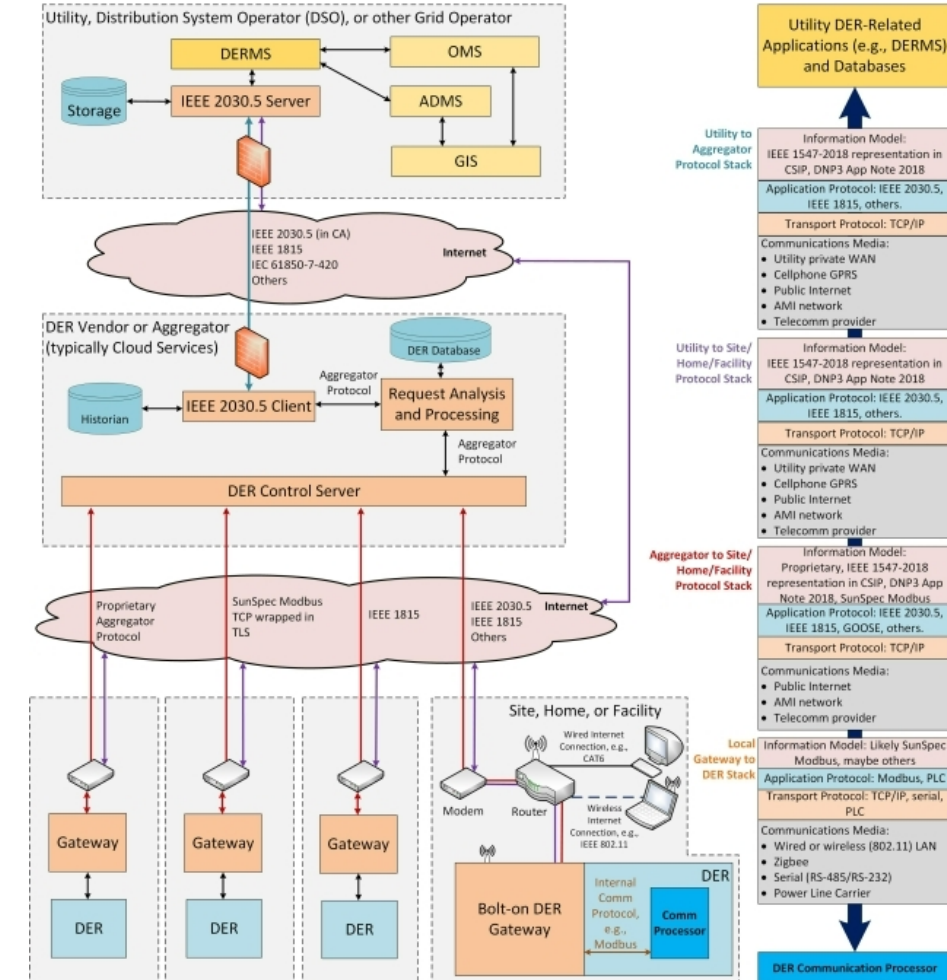 Utility, Distribution System Operator (DSO), or other Grid Operator
DERMS
OMS
Storage
IEEE 2030.5 Server
ADMS
GIS
IEEE 2030.5 (in CA)
IEEE 1815
IEC 61850-7-420
Others
Internet
DER Vendor or Aggregator
(typically Cloud Services)
DER Database
Aggregator
Protocol
Historian
IEEE 2030.5 Client
Request Analysis
and Processing
Aggregator
Protocol
DER Control Server
Proprietary
Aggregator
Protocol
SunSpec Modbus
TCP wrapped in
TLS
IEEE 1815
IEEE 2030.5
IEEE 1815
Others
Internet
Gateway
DER
Gateway
DER
Gateway
DER
Site, Home, or Facility
Wired Internet
Connection, e.g.,
CAT6
Modem
Router
Wireless
Internet
Connection, e.g.,
IEEE 802.11
DER
Bolt-on DER
Gateway
Internal
Comm
Protocol,
e.g.,
Modbus
Comm
Processor
Utility DER-Related
Applications (e.g., DERMS)
and Databases
Utility to
Aggregator
Protocol Stack
Information Model:
IEEE 1547-2018 representation in
CSIP, DNP3 App Note 2018
Application Protocol: IEEE 2030.5,
IEEE 1815, others.
Transport Protocol: TCP/IP
Communications Media:
• Utility private WAN
• Cellphone GPRS
• Public Internet
• AMI network
• Telecomm provider
Utility to Site/
Home/Facility
Protocol Stack
Information Model:
IEEE 1547-2018 representation in
CSIP, DNP3 App Note 2018
Application Protocol: IEEE 2030.5,
IEEE 1815, others.
Transport Protocol: TCP/IP
Communications Media:
• Utility private WAN
• Cellphone GPRS
• Public Internet
• AMI network
• Telecomm provider
Aggregator to Site/
Home/Facility
Protocol Stack
Information Model:
Proprietary, IEEE 1547-2018
representation in CSIP, DNP3 App
Note 2018, SunSpec Modbus
Application Protocol: IEEE 2030.5,
IEEE 1815, GOOSE, others.
Transport Protocol: TCP/IP
Communications Media:
• Public Internet
• AMI network
• Telecomm provider
Local
Gateway to
DER Stack
Information Model: Likely SunSpec
Modbus, maybe others
Application Protocol: Modbus, PLC
Transport Protocol: TCP/IP, serial,
PLC
Communications Media:
• Wired or wireless (802.11) LAN
• Zigbee
• Serial (RS-485/RS-232)
• Power Line Carrier
DER Communication Processor